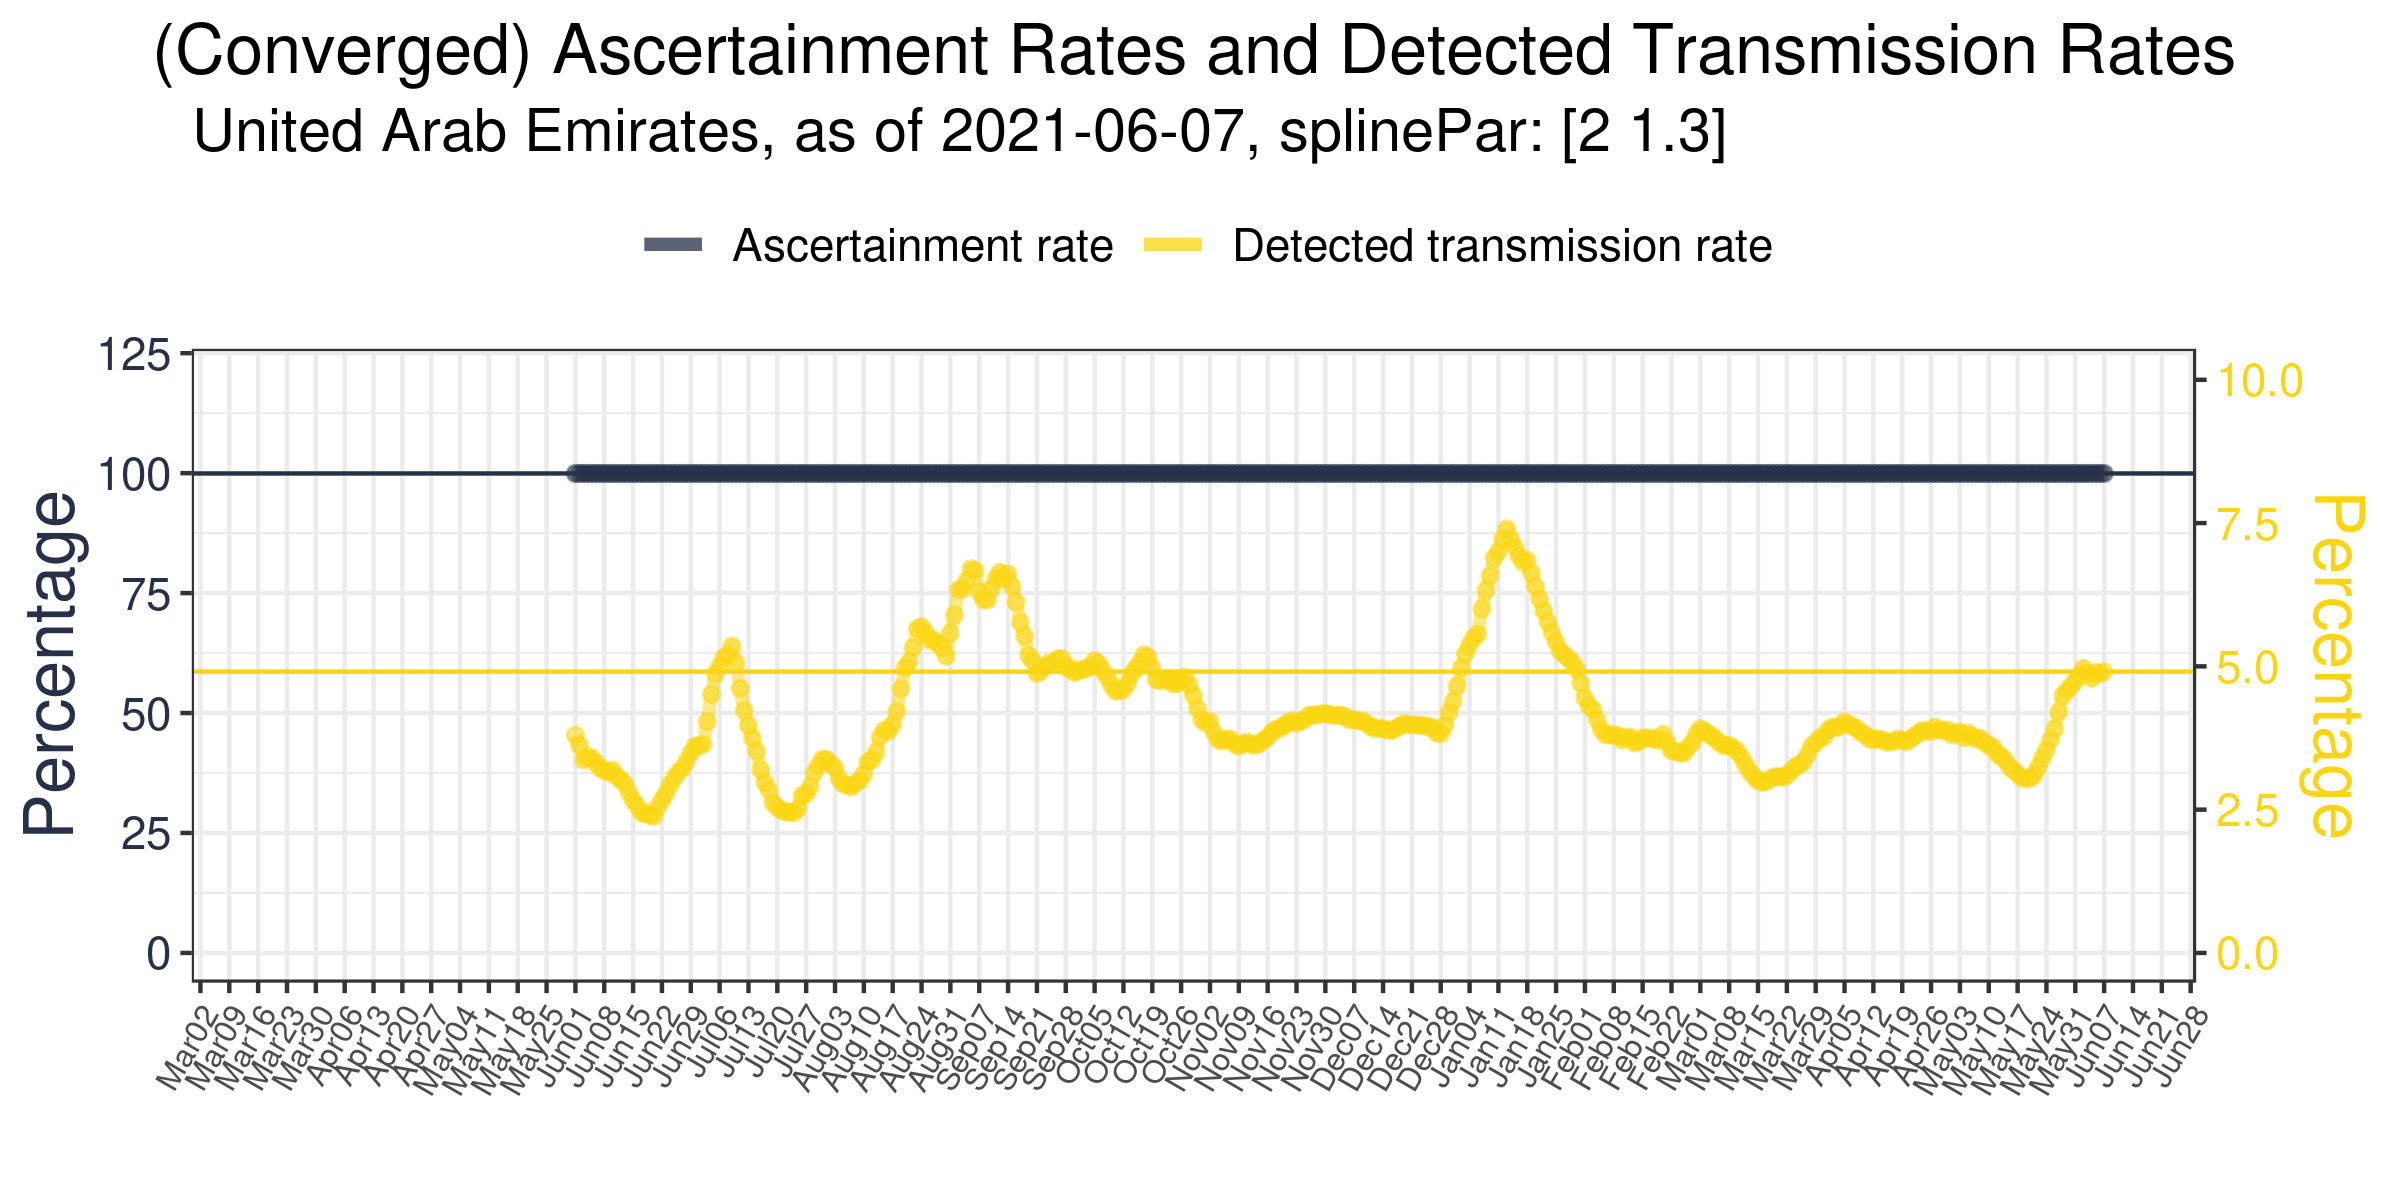 (Converged) Ascertainment Rates and Detected Transmission Rates
United Arab Emirates, as of 2021-06-07, splinePar: [2 1.3]
Ascertainment rate
Detected transmission rate
Percentage
125
100
75
50
25
0
10.0
7.5
5.0
2.5
0.0
Percentage
Mar02
Mar09
Mar16
Mar23
Mar30
Apr06
Apr13
Apr20
Apr27
May04
May11
May18
May25
Jun01
Jun08
Jun15
Jun22
Jun29
Jul06
Jul13
Jul20
Jul27
Aug03
Aug10
Aug17
Aug24
Aug31
Sep07
Sep14
Sep21
Sep28
Oct05
Oct12
Oct19
Oct26
Nov02
Nov09
Nov16
Nov23
Nov30
Dec07
Dec14
Dec21
Dec28
Jan04
Jan11
Jan18
Jan25
Feb01
Feb08
Feb15
Feb22
Mar01
Mar08
Mar15
Mar22
Mar29
Apr05
Apr12
Apr19
Apr26
May03
May10
May17
May24
May31
Jun07
Jun14
Jun21
Jun28